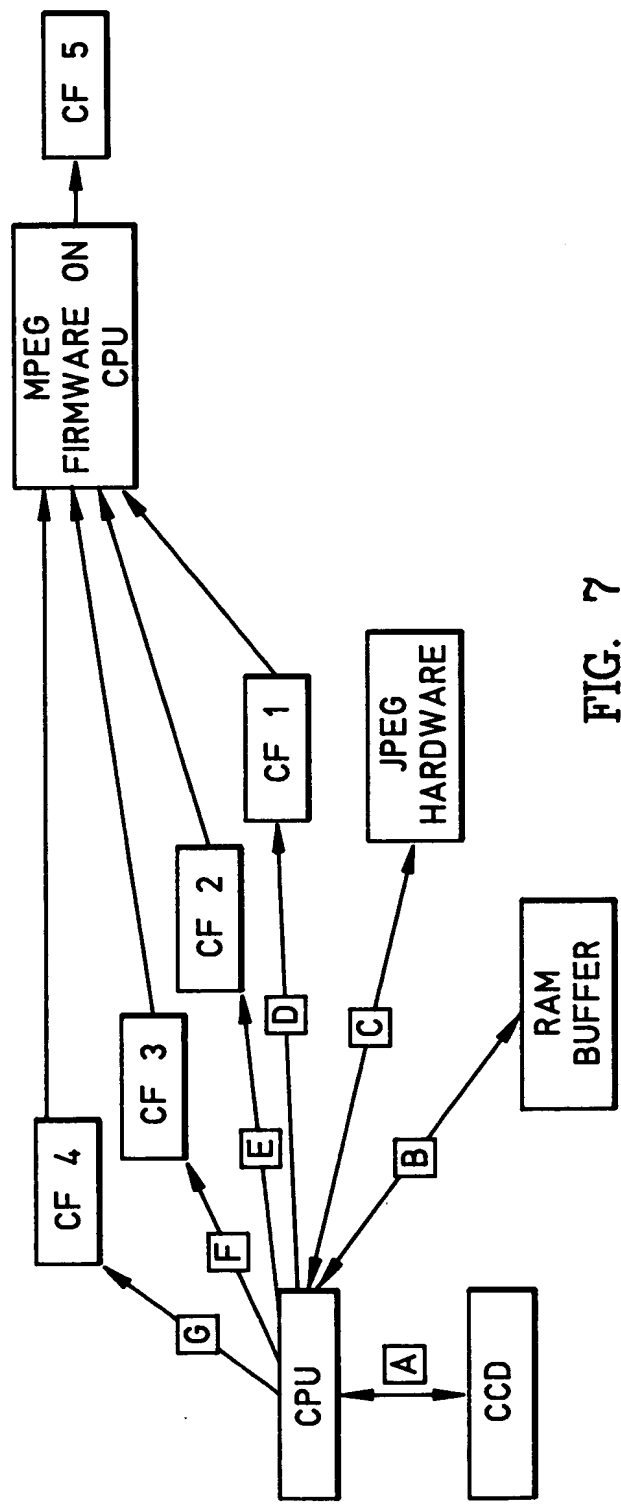 CF 5
MPEG
FIRMWARE ON
CPU
CF 4
CF 3
CF 2
CF 1
G
F
E
D
C
B
A
JPEG
HARDWARE
RAM
BUFFER
CPU
CCD
FIG. 7